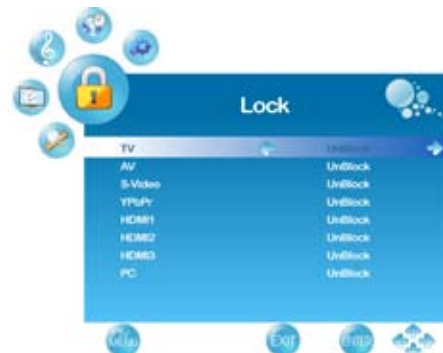 Lock
TV UnBlock
AV UnBlock
S-Video UnBlock
YPbPr UnBlock
HDMI1 UnBlock
HDMI2 UnBlock
HDMI3 UnBlock
PC UnBlock
MENU EXIT ENTER